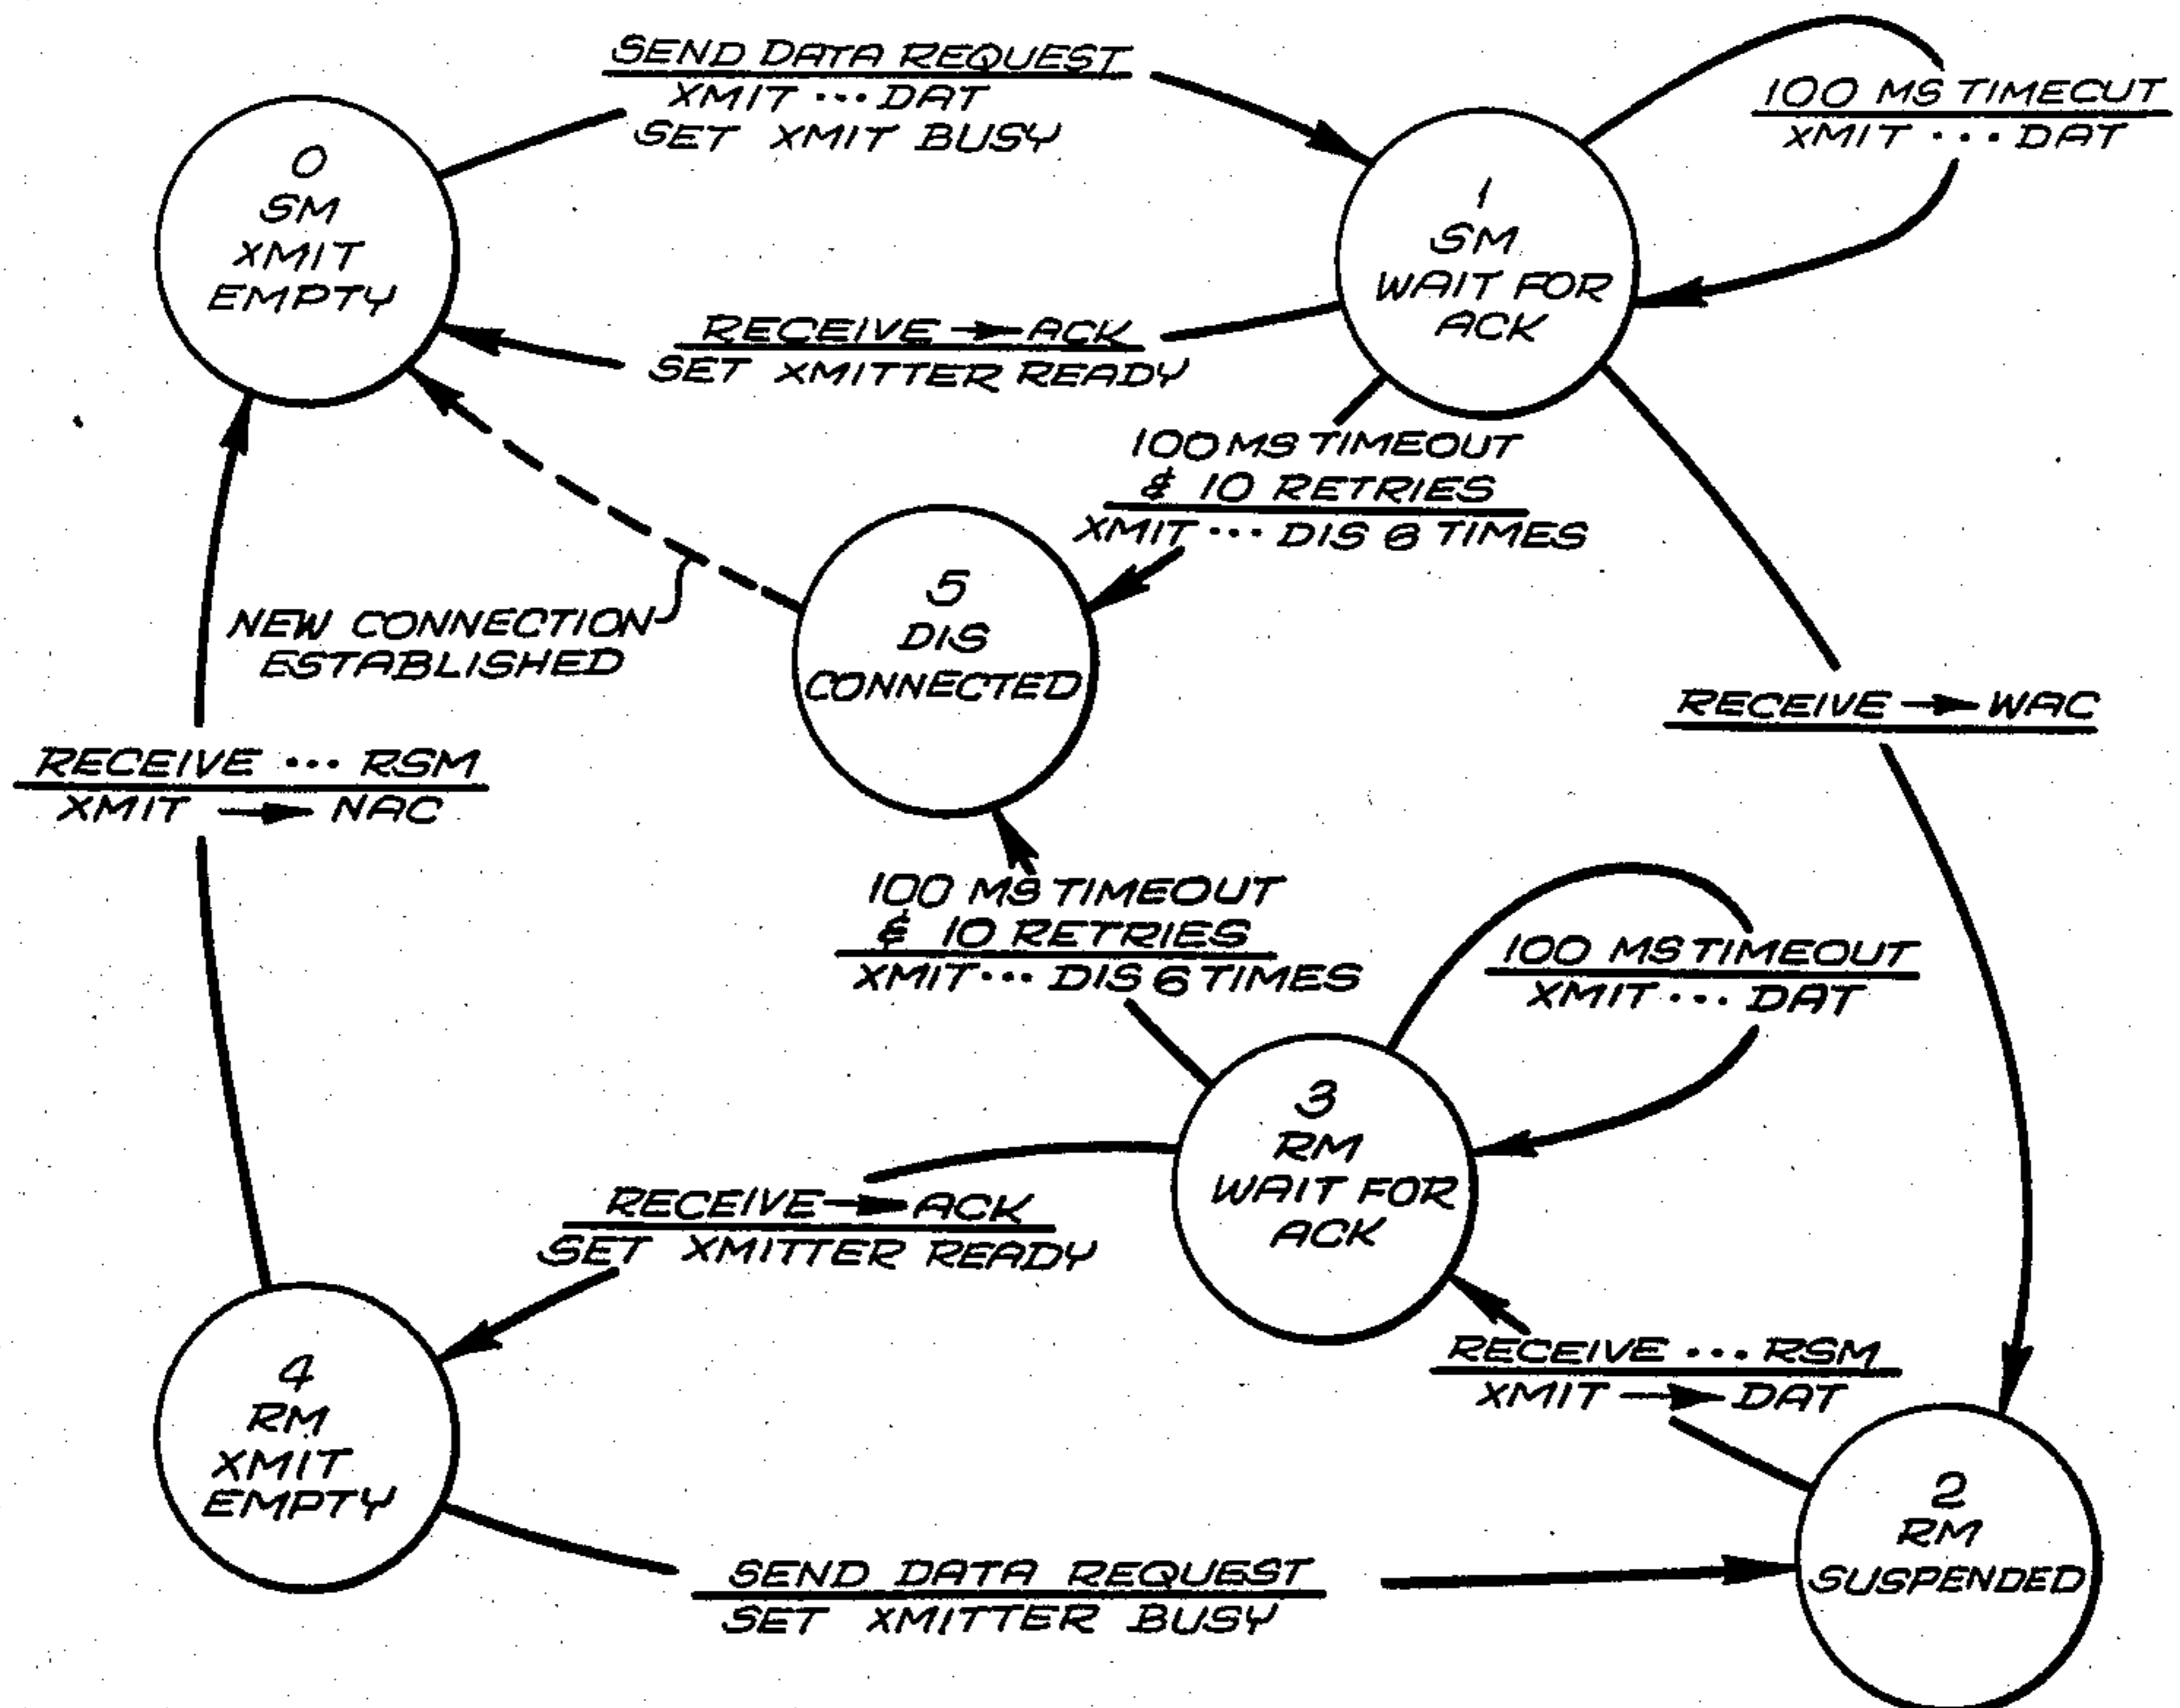 SEND DATA REQUEST
XMIT ••• DAT
SET XMIT BUSY
100 MS TIMECUT
XMIT ••• DAT
0
SM
XMIT
EMPTY
1
SM
WAIT FOR
ACK
RECEIVE → ACK
SET XMITTER READY
100 MS TIMEOUT
& 10 RETRIES
XMIT ••• DIS 6 TIMES
5
DIS
CONNECTED
NEW CONNECTION
ESTABLISHED
RECEIVE → WAC
RECEIVE ••• RSM
XMIT → NAC
100 MS TIMEOUT
& 10 RETRIES
XMIT ••• DIS 6 TIMES
100 MS TIMEOUT
XMIT ••• DAT
3
RM
WAIT FOR
ACK
RECEIVE → ACK
SET XMITTER READY
RECEIVE ••• RSM
XMIT → DAT
4
RM
XMIT
EMPTY
2
RM
SUSPENDED
SEND DATA REQUEST
SET XMITTER BUSY